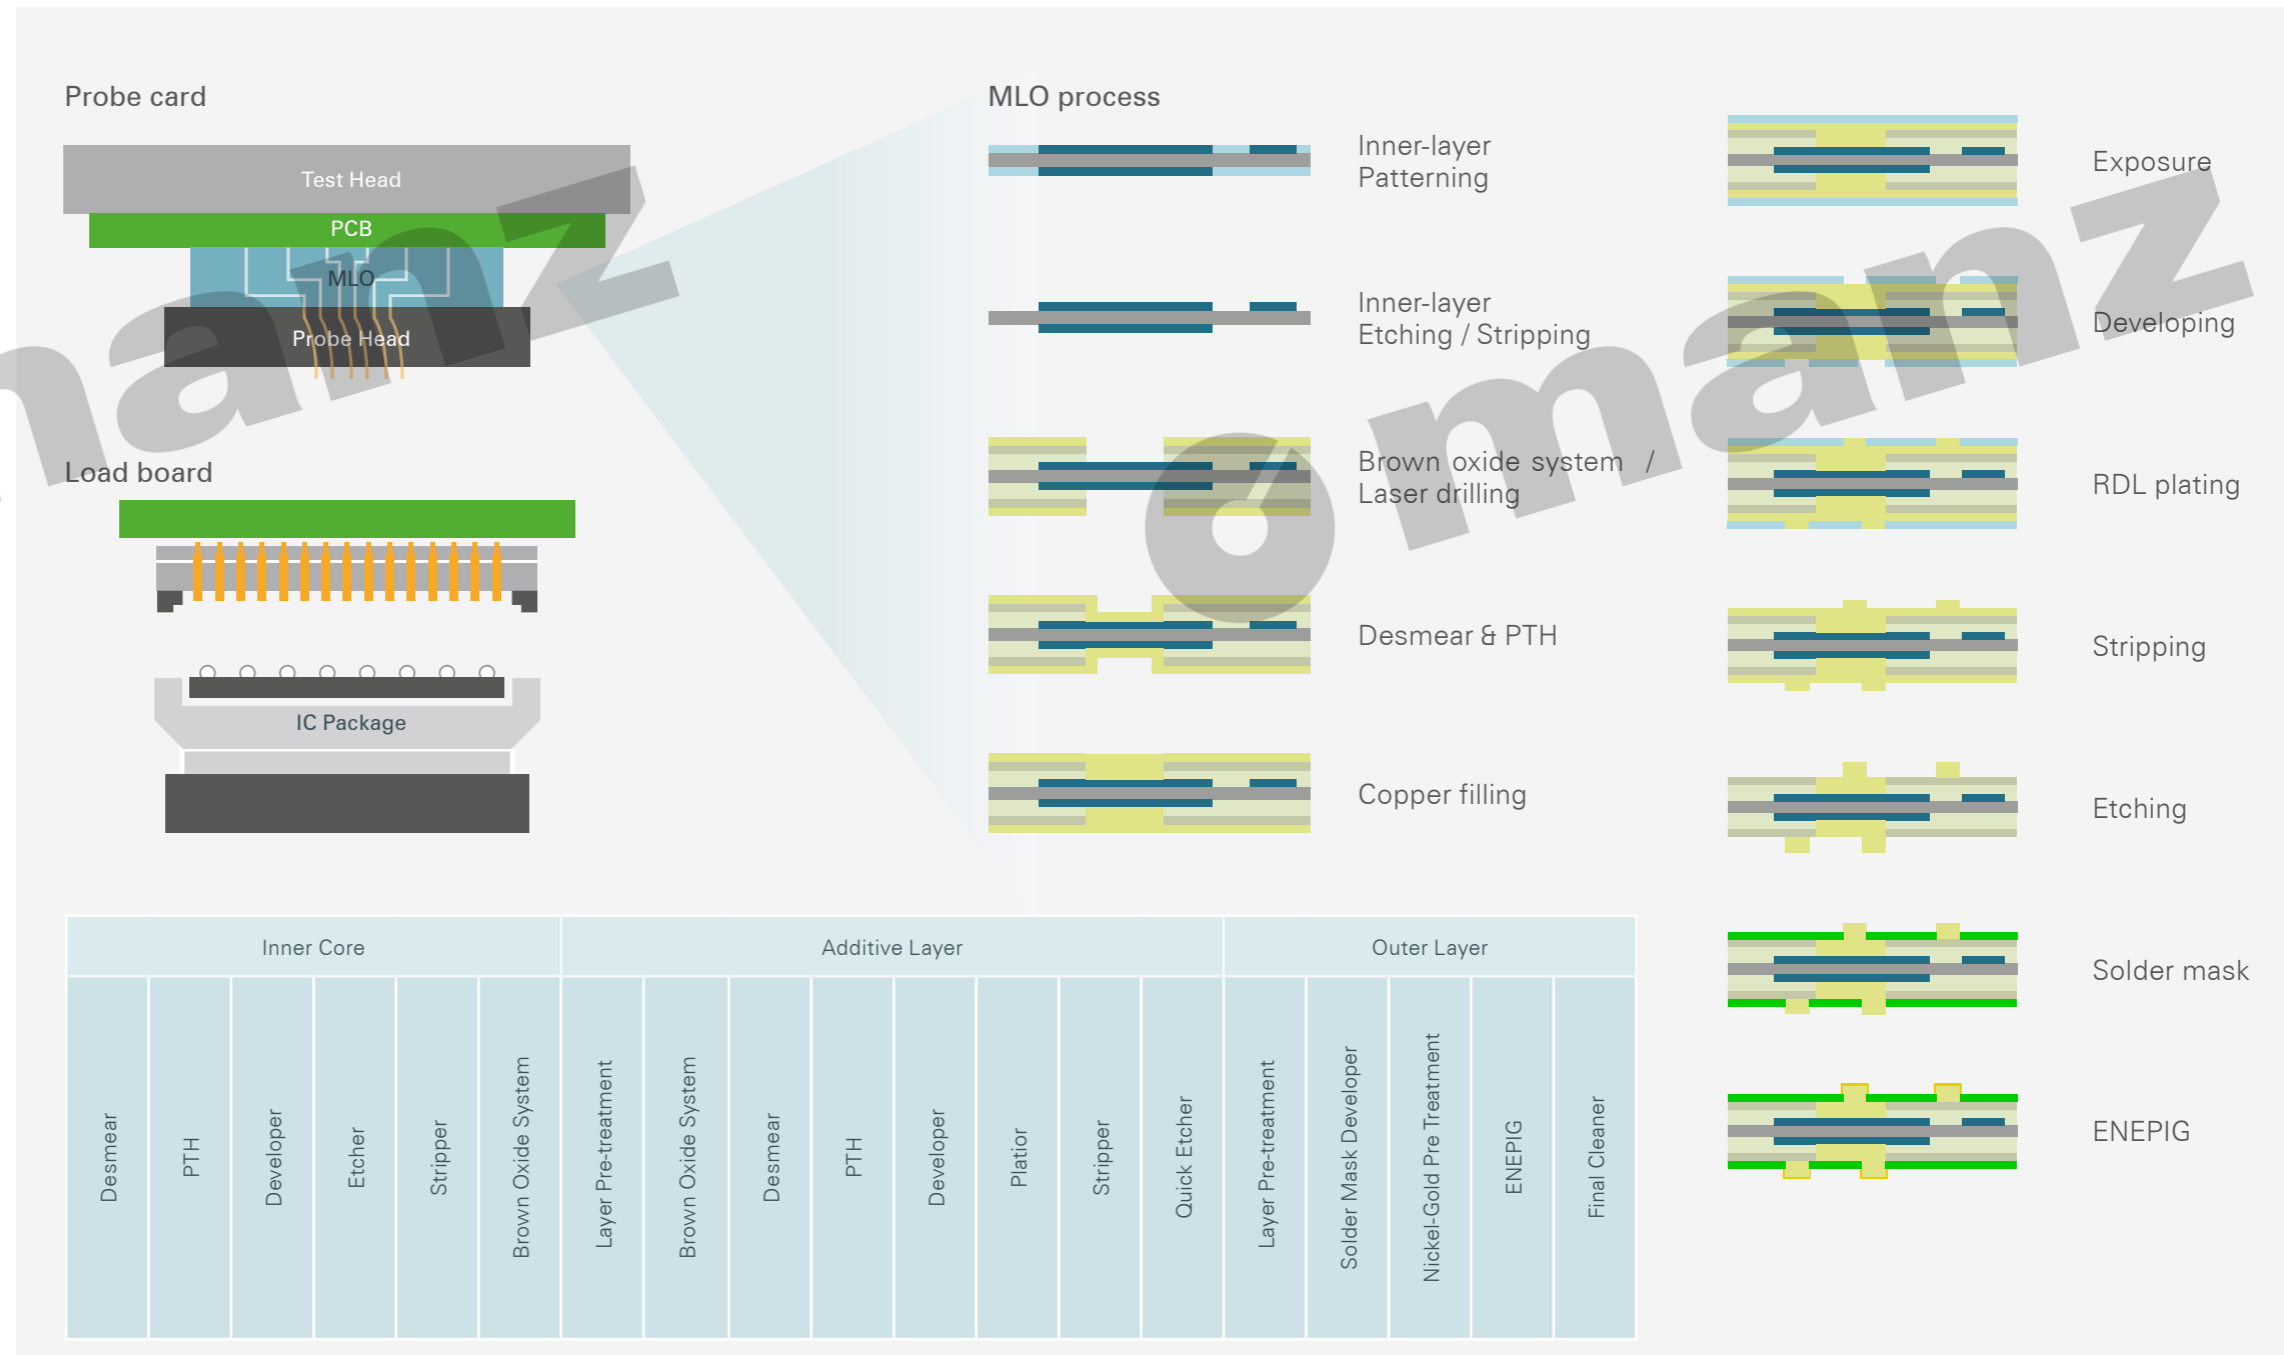 Probe card
Test Head
PCB
MLO
Probe Head
Load board
IC Package
MLO process
Inner-layer
Patterning
Inner-layer
Etching / Stripping
Brown oxide system /
Laser drilling
Desmear & PTH
Copper filling
Exposure
Developing
RDL plating
Stripping
Etching
Solder mask
ENEPIG
Inner Core
Additive Layer
Outer Layer
Desmear
PTH
Developer
Etcher
Stripper
Brown Oxide System
Layer Pre-treatment
Brown Oxide System
Desmear
PTH
Developer
Platior
Stripper
Quick Etcher
Layer Pre-treatment
Solder Mask Developer
Nickel-Gold Pre Treatment
ENEPIG
Final Cleaner
manz
manz